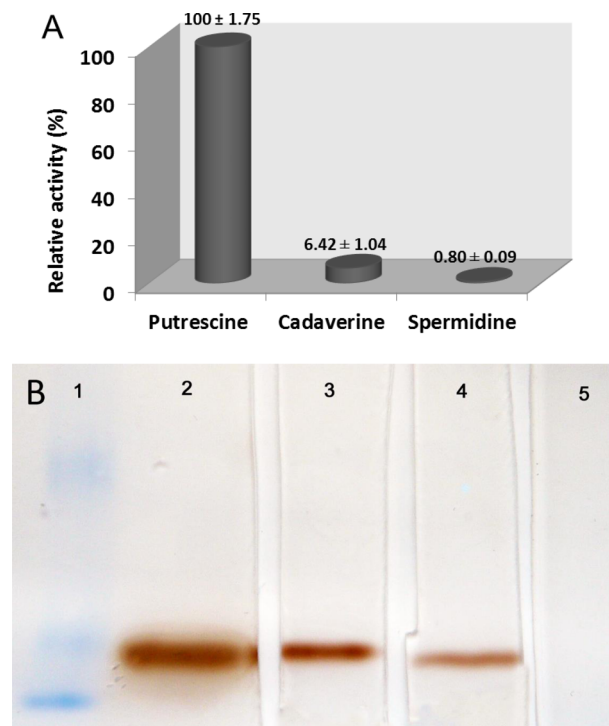 A
100 ± 1.75
100
80
60
40
20
0
Relative activity (%)
6.42 ± 1.04
0.80 ± 0.09
Putrescine Cadaverine Spermidine
B 1 2 3 4 5